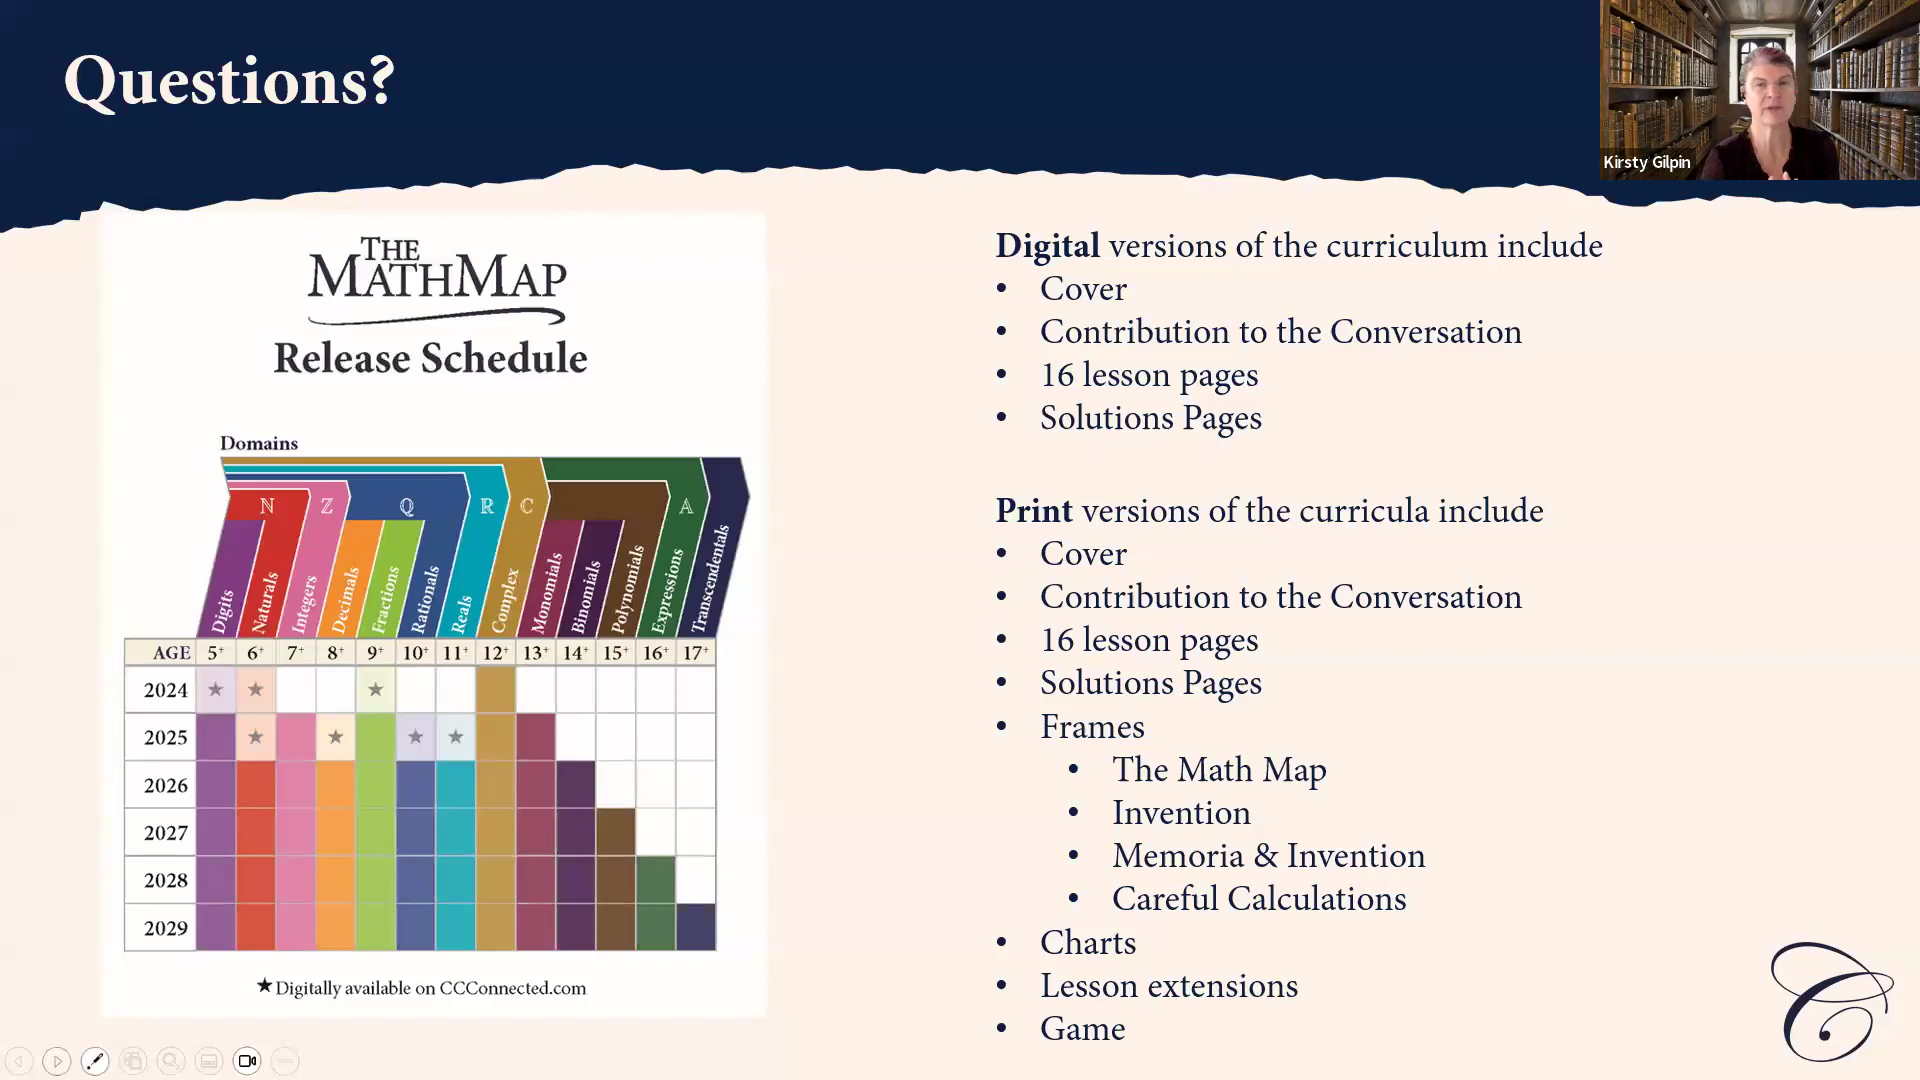 Questions?
Kirsty Gilpin
THE
MATHMAP
Release Schedule
Domains
N Z Q R C A
Digits
Naturals
Integers
Decimals
Fractions
Rationals
Reals
Complex
Monomials
Binomials
Polynomials
Expressions
Transcendentals
AGE 5+ 6+ 7+ 8+ 9+ 10+ 11+ 12+ 13+ 14+ 15+ 16+ 17+
2024
2025
2026
2027
2028
2029
★Digitally available on CCConnected.com
Digital versions of the curriculum include
• Cover
• Contribution to the Conversation
• 16 lesson pages
• Solutions Pages
Print versions of the curricula include
• Cover
• Contribution to the Conversation
• 16 lesson pages
• Solutions Pages
• Frames
• The Math Map
• Invention
• Memoria & Invention
• Careful Calculations
• Charts
• Lesson extensions
• Game
C